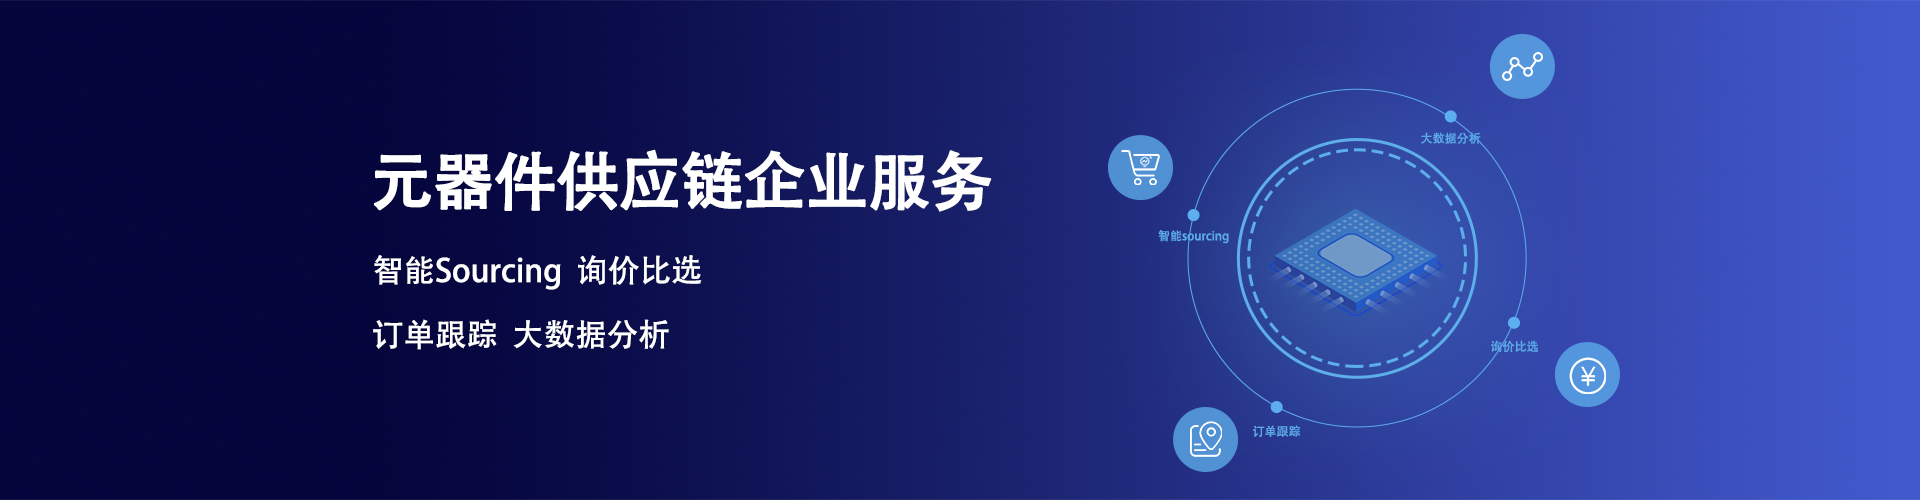 元器件供应链企业服务
智能Sourcing 询价比选
订单跟踪 大数据分析
大数据分析
智能sourcing
询价比选
订单跟踪